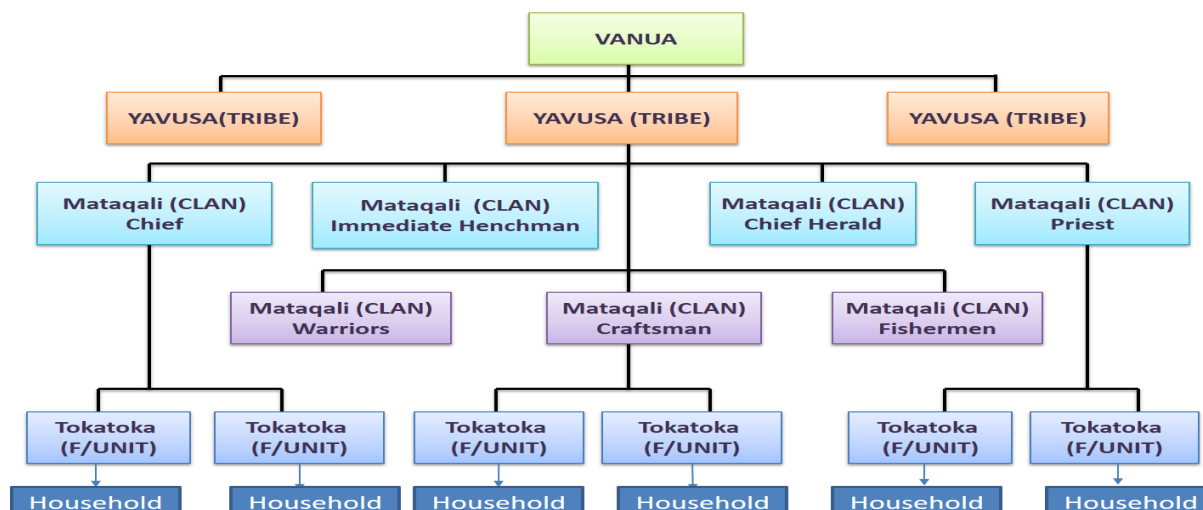 VANUA
YAVUSA(TRIBE)
YAVUSA (TRIBE)
YAVUSA (TRIBE)
Mataqali (CLAN)
Chief
Mataqali (CLAN)
Immediate Henchman
Mataqali (CLAN)
Chief Herald
Mataqali (CLAN)
Priest
Mataqali (CLAN)
Warriors
Mataqali (CLAN)
Craftsman
Mataqali (CLAN)
Fishermen
Tokatoka
(F/UNIT)
Tokatoka
(F/UNIT)
Tokatoka
(F/UNIT)
Tokatoka
(F/UNIT)
Tokatoka
(F/UNIT)
Tokatoka
(F/UNIT)
Household
Household
Household
Household
Household
Household